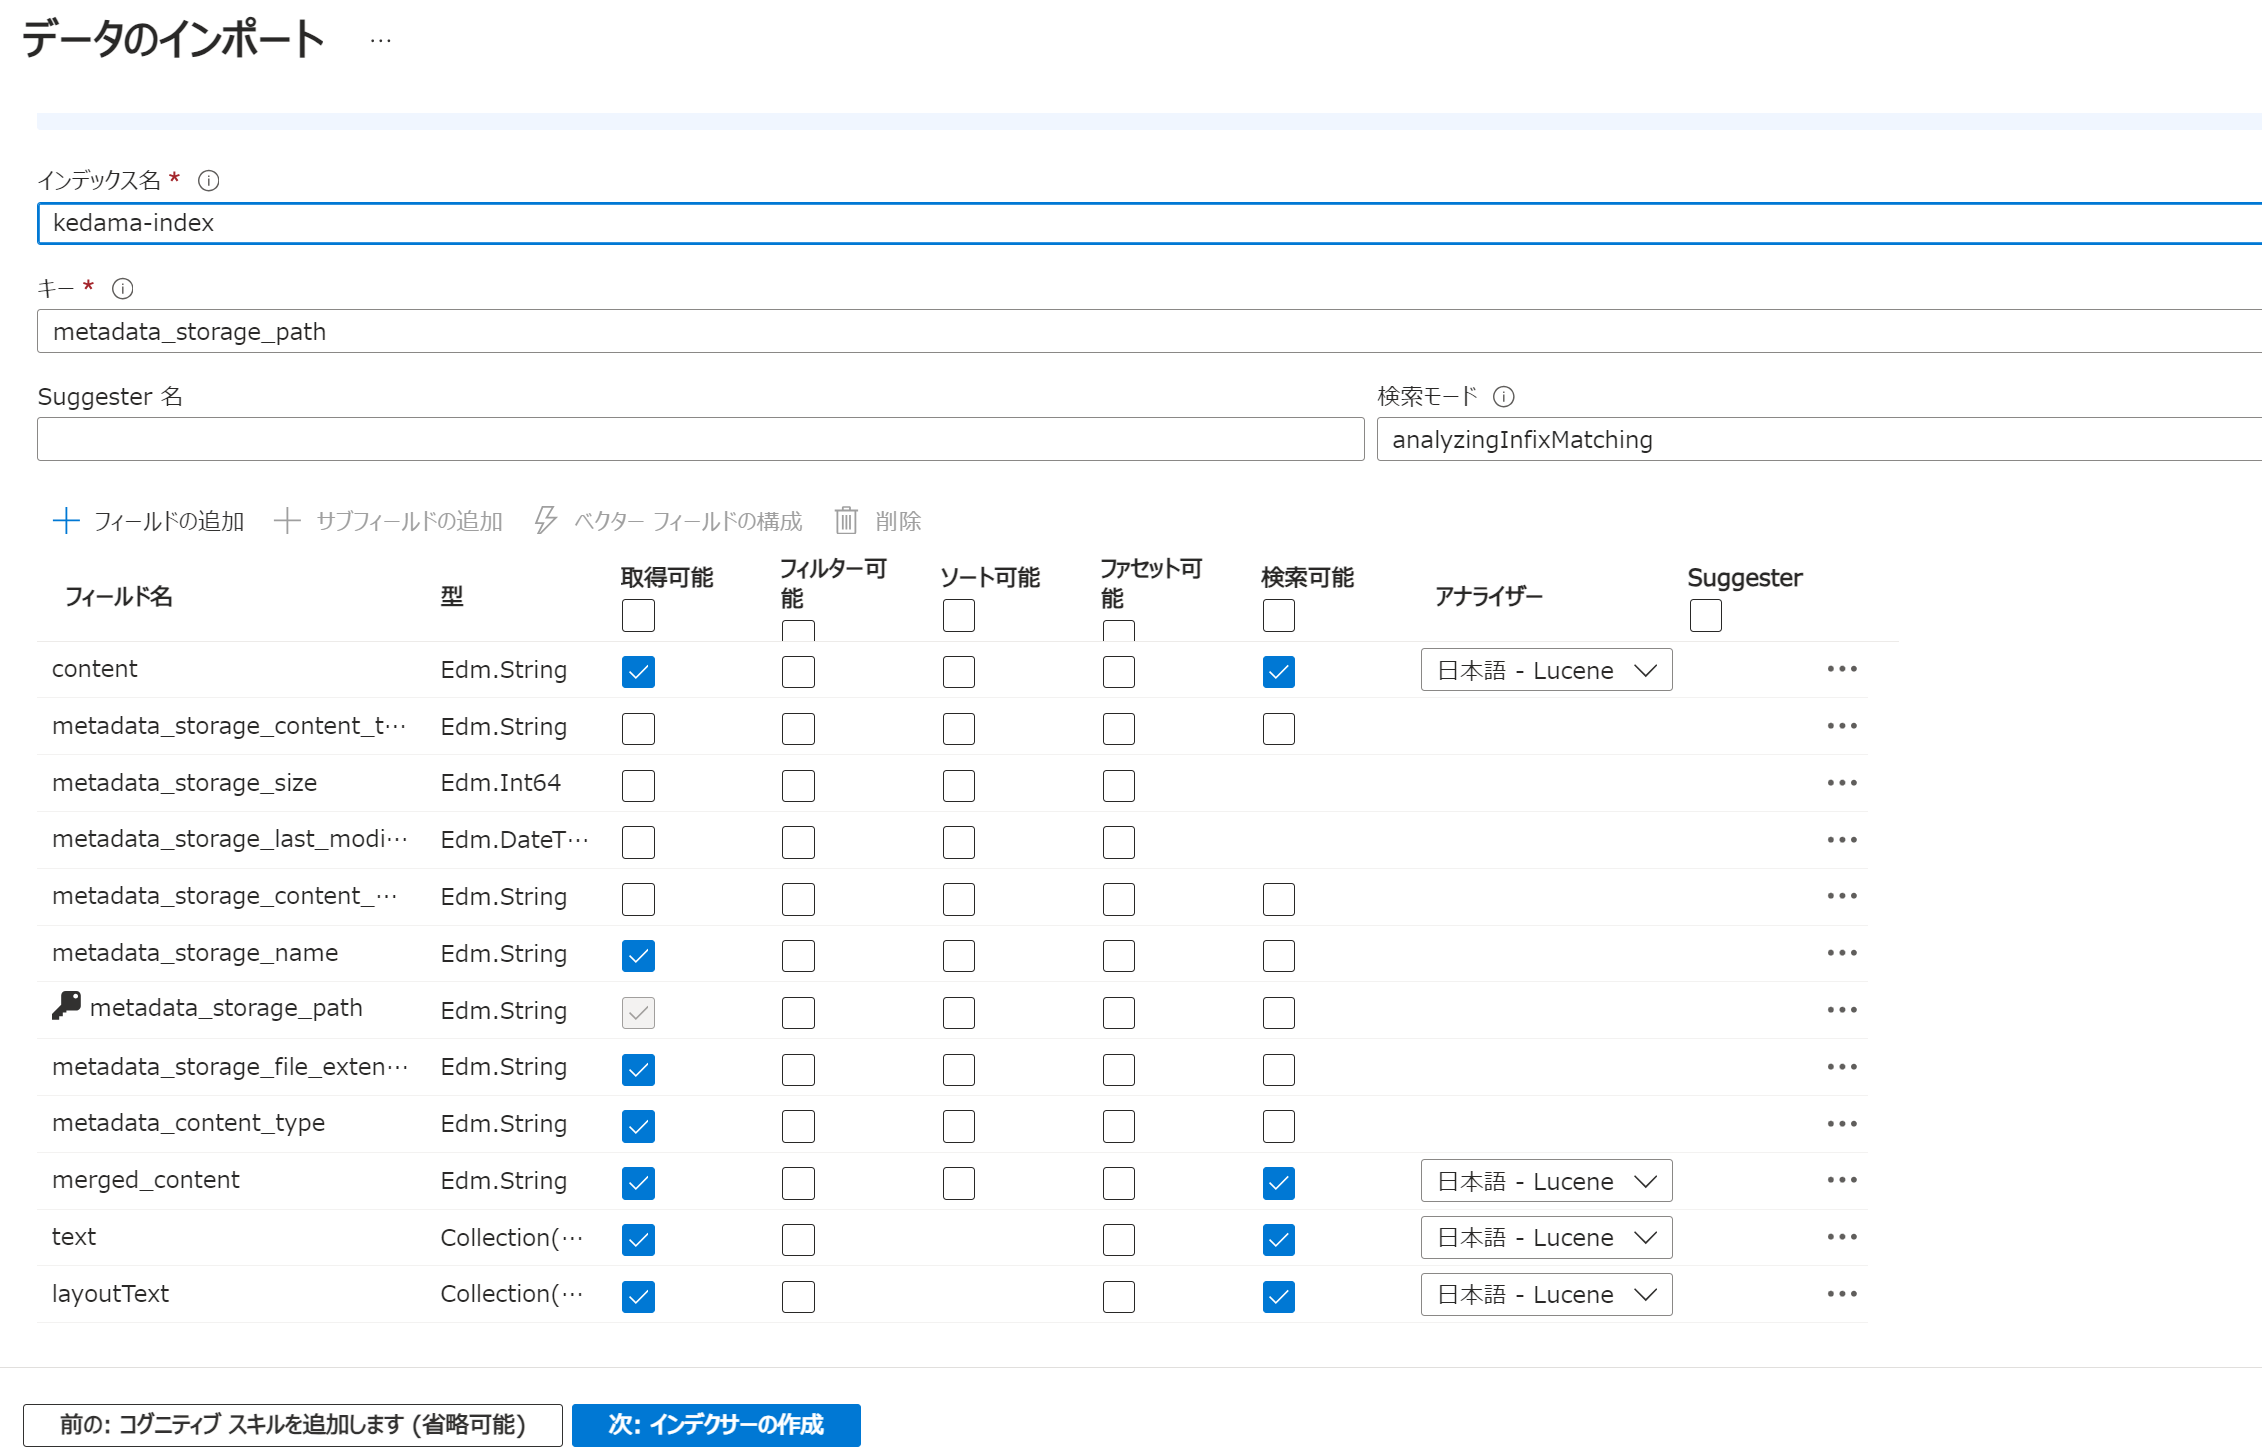 データのインポート …
インデックス名 *
kedama-index
キー *
metadata_storage_path
Suggester 名
検索モード
analyzingInfixMatching
フィールドの追加 サブフィールドの追加 ベクター フィールドの構成 削除
フィールド名 型 取得可能 フィルター可能 ソート可能 ファセット可能 検索可能 アナライザー Suggester
content Edm.String 日本語 - Lucene …
metadata_storage_content_t… Edm.String …
metadata_storage_size Edm.Int64 …
metadata_storage_last_modi… Edm.DateT… …
metadata_storage_content_… Edm.String …
metadata_storage_name Edm.String …
metadata_storage_path Edm.String …
metadata_storage_file_exten… Edm.String …
metadata_content_type Edm.String …
merged_content Edm.String 日本語 - Lucene …
text Collection(… 日本語 - Lucene …
layoutText Collection(… 日本語 - Lucene …
前の: コグニティブ スキルを追加します (省略可能) 次: インデクサーの作成